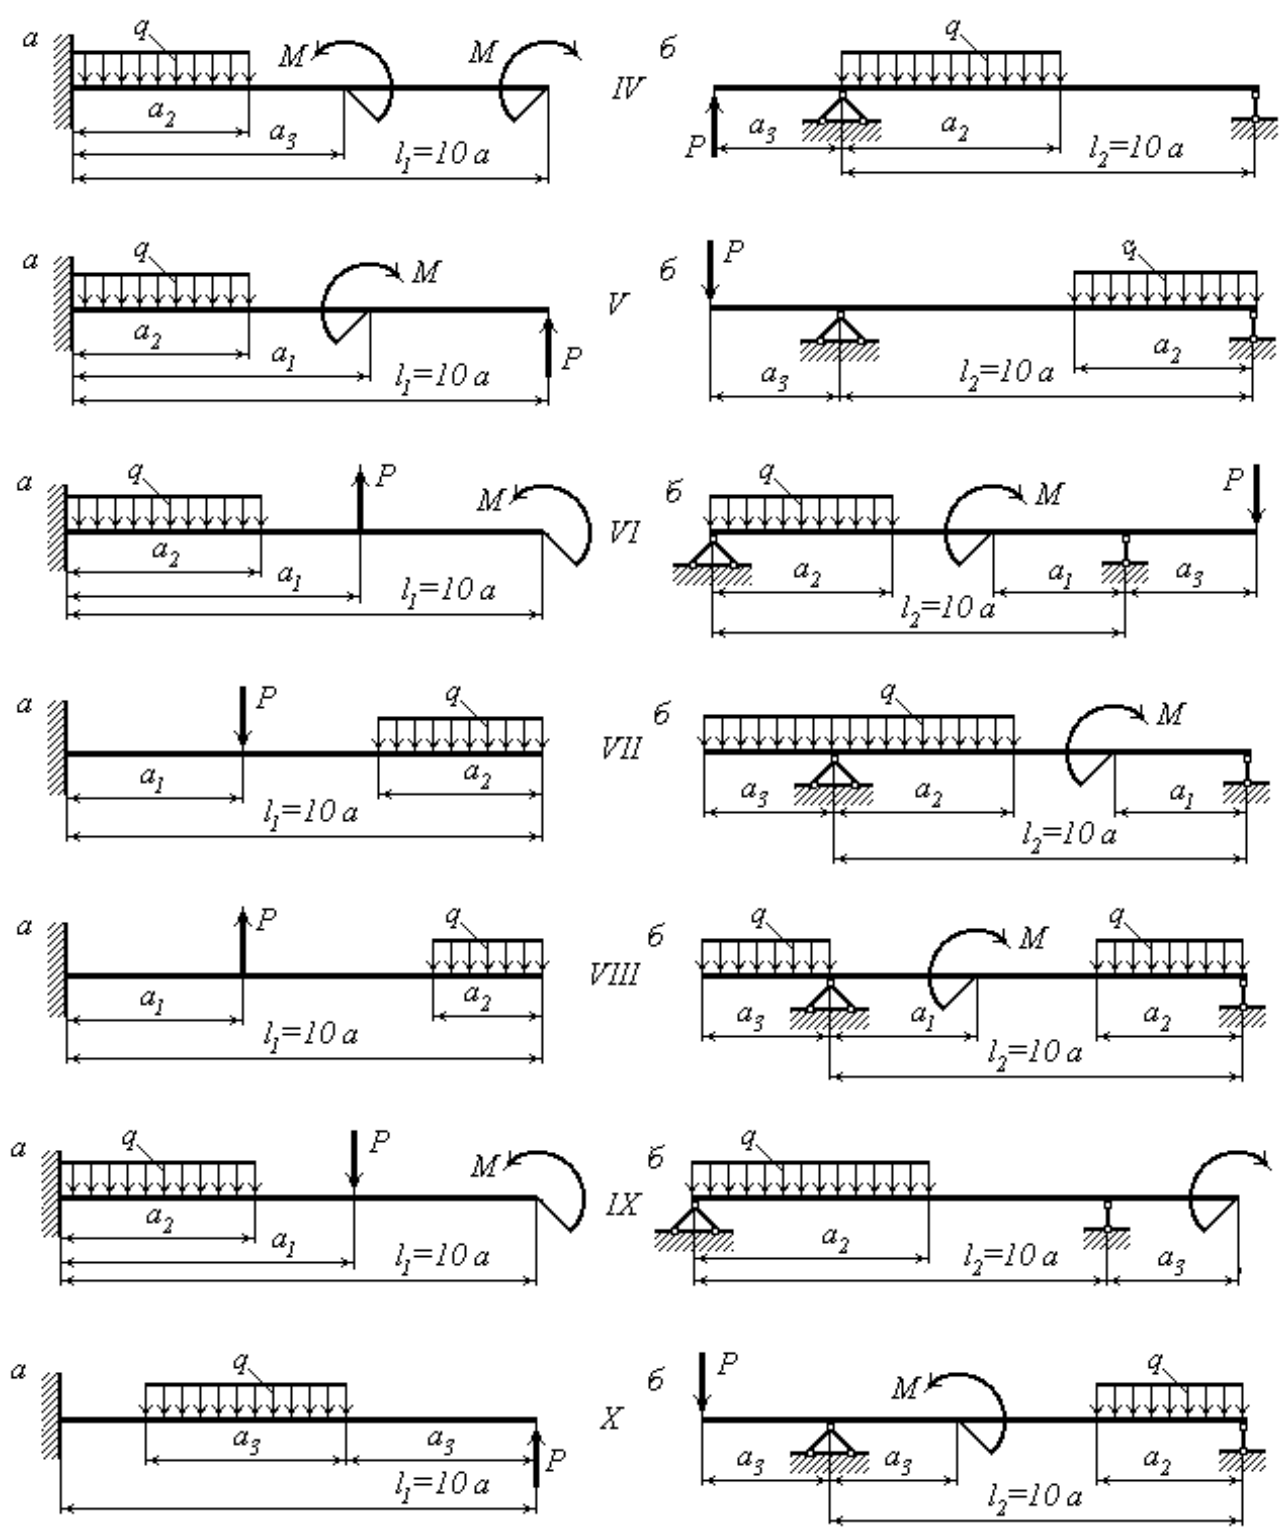 а q M M IV б q
a₂ a₃ l₁=10 a P a₃ a₂ l₂=10 a
а q M V б P q
a₂ a₁ l₁=10 a P a₃ l₂=10 a a₂
а q P M VI б q M P
a₂ a₁ l₁=10 a a₂ a₁ a₃ l₂=10 a
а P q VII б q M
a₁ a₂ l₁=10 a a₃ a₂ a₁ l₂=10 a
а P q VIII б q M q
a₁ a₂ l₁=10 a a₃ a₁ a₂ l₂=10 a
а q P M IX б q
a₂ a₁ l₁=10 a a₂ l₂=10 a a₃
а q X б P M q
a₃ a₃ P l₁=10 a a₃ a₃ a₂ l₂=10 a